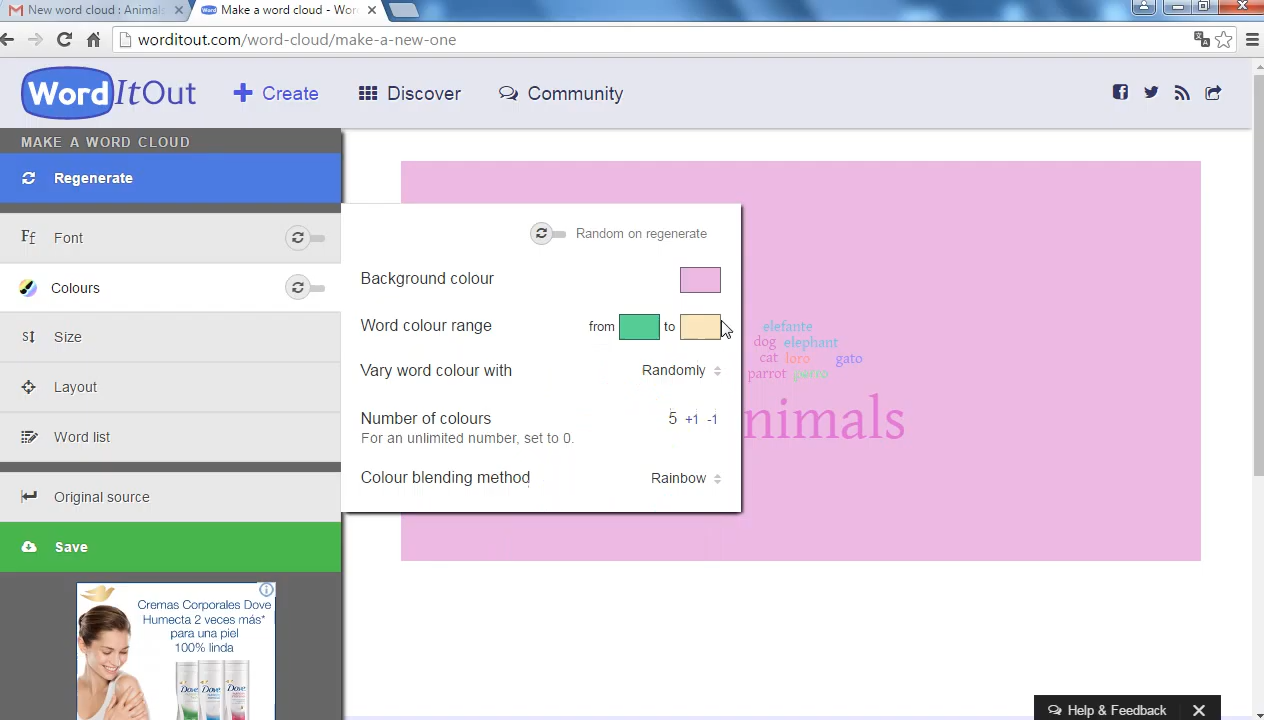 New word cloud : Animals
Make a word cloud - Wor
worditout.com/word-cloud/make-a-new-one
WordItOut
Create
Discover
Community
MAKE A WORD CLOUD
Regenerate
Font
Colours
Size
Layout
Word list
Original source
Save
Random on regenerate
Background colour
Word colour range from to
Vary word colour with Randomly
Number of colours 5 +1 -1
For an unlimited number, set to 0.
Colour blending method Rainbow
elefante
dog elephant
cat loro gato
parrot perro
nimals
Cremas Corporales Dove
Humecta 2 veces más*
para una piel
100% linda
Dove Dove Dove
Help & Feedback